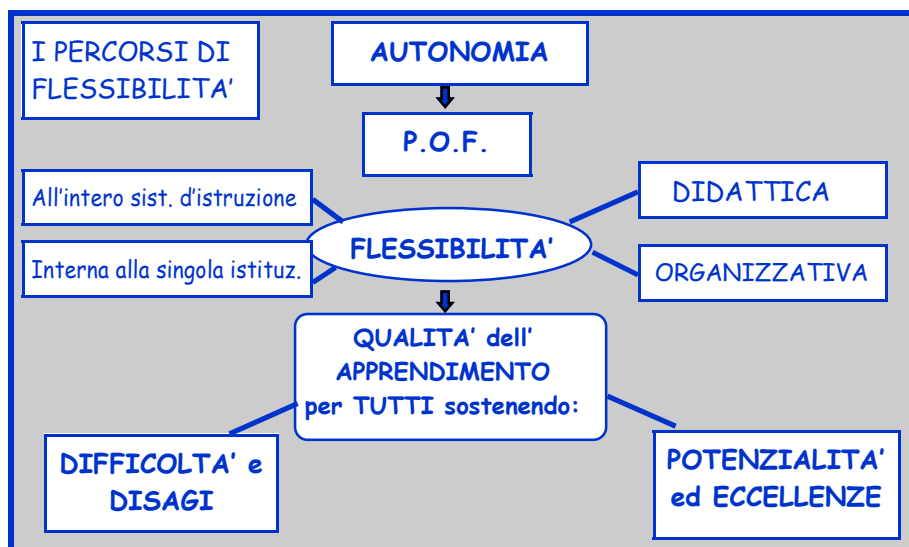 I PERCORSI DI
FLESSIBILITA'
AUTONOMIA
P.O.F.
All'intero sist. d'istruzione
Interna alla singola istituz.
FLESSIBILITA'
DIDATTICA
ORGANIZZATIVA
QUALITA' dell'
APPRENDIMENTO
per TUTTI sostenendo:
DIFFICOLTA' e
DISAGI
POTENZIALITA'
ed ECCELLENZE